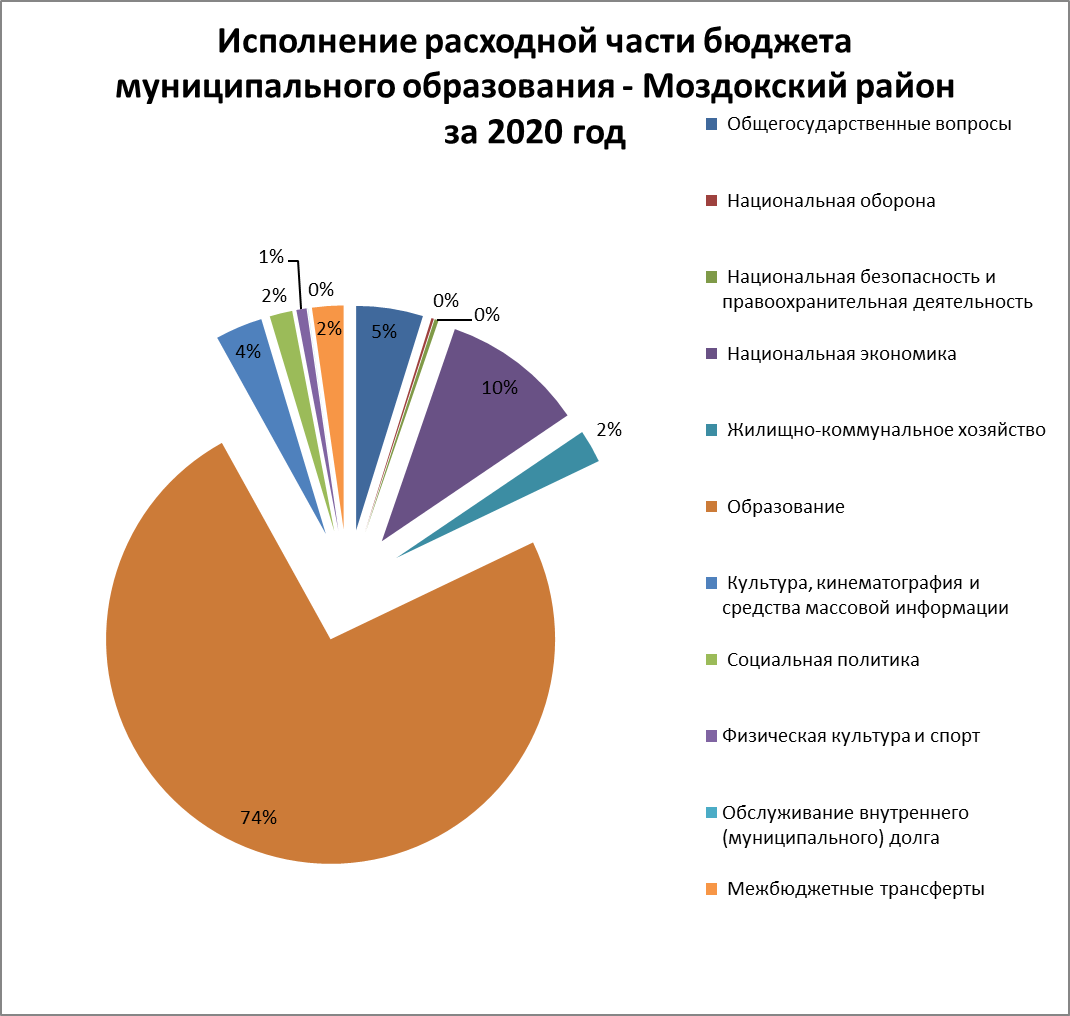 Исполнение расходной части бюджета
муниципального образования - Моздокский район
за 2020 год
Общегосударственные вопросы
Национальная оборона
Национальная безопасность и
правоохранительная деятельность
Национальная экономика
Жилищно-коммунальное хозяйство
Образование
Культура, кинематография и
средства массовой информации
Социальная политика
Физическая культура и спорт
Обслуживание внутреннего
(муниципального) долга
Межбюджетные трансферты
1%
2%
0%
4%
2%
5%
0%
0%
10%
2%
74%